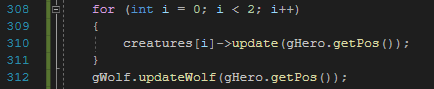 308 for (int i = 0; i < 2; i++)
309 {
310 creatures[i]->update(gHero.getPos());
311 }
312 gWolf.updateWolf(gHero.getPos());